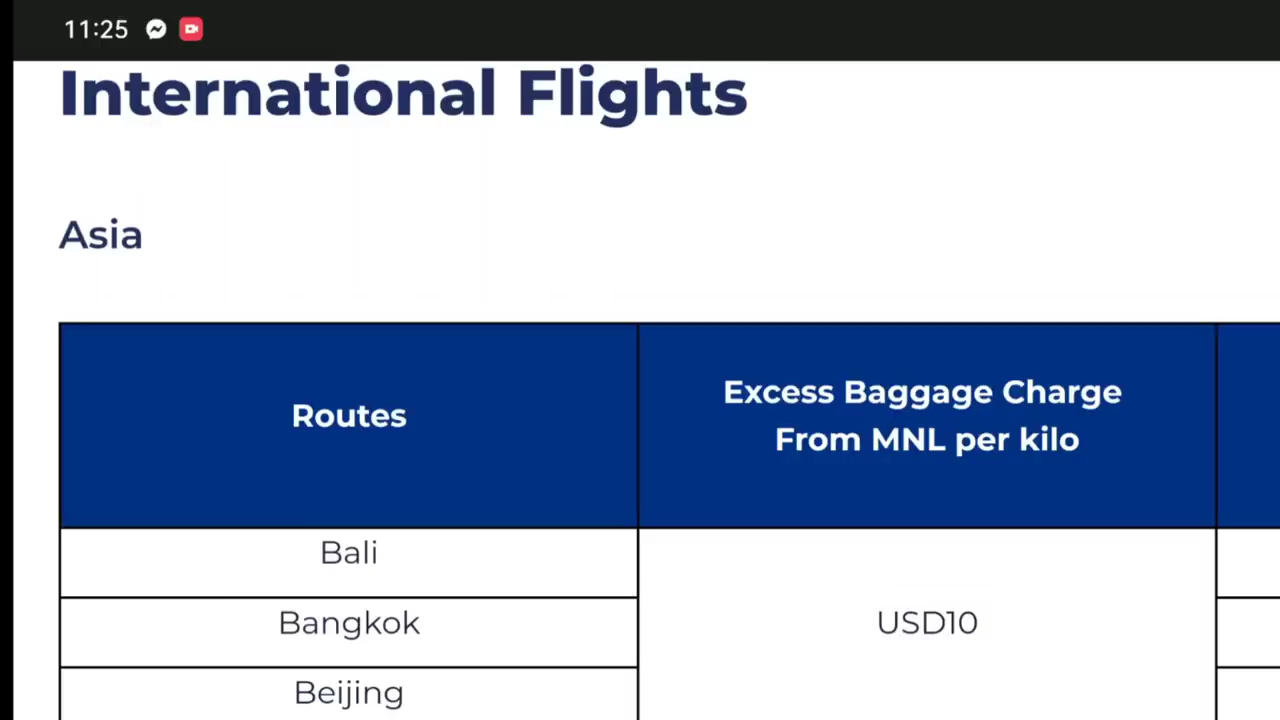 11:25
International Flights
Asia
Routes
Excess Baggage Charge
From MNL per kilo
Bali
Bangkok
USD10
Beijing